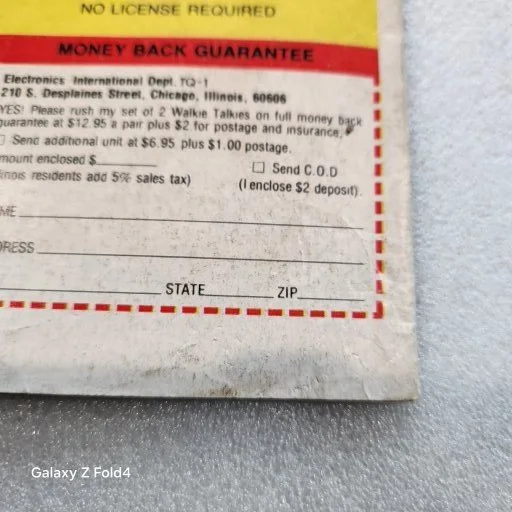 NO LICENSE REQUIRED
MONEY BACK GUARANTEE
Electronics International Dept. TQ-1
210 S. Desplaines Street, Chicago, Illinois, 60606
YES! Please rush my set of 2 Walkie Talkies on full money back
guarantee at $12.95 a pair plus $2 for postage and insurance,
☐ Send additional unit at $6.95 plus $1.00 postage.
mount enclosed $
☐ Send C.O.D
inois residents add 5% sales tax)
(I enclose $2 deposit).
ME
DRESS
STATE ZIP
Galaxy Z Fold4